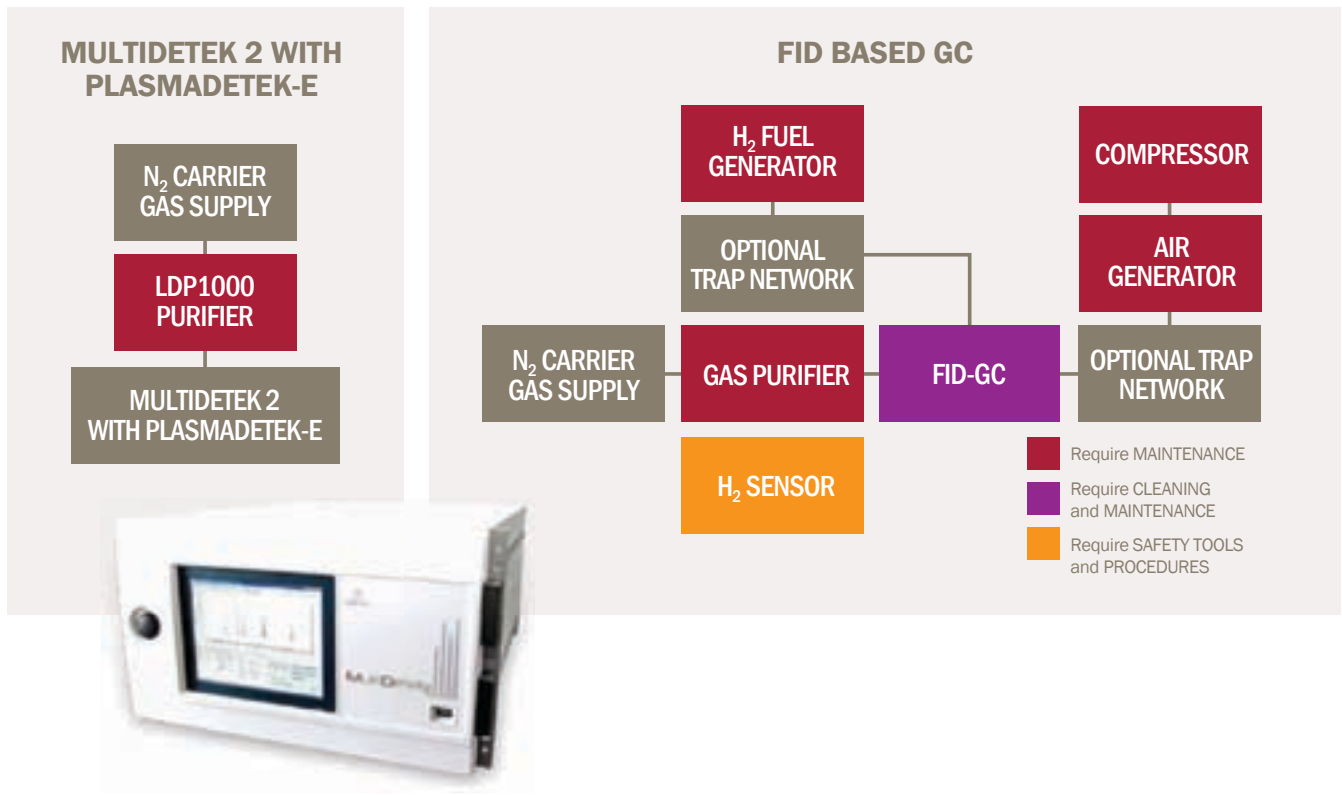 MULTIDETEK 2 WITH
PLASMADETEK-E
N₂ CARRIER
GAS SUPPLY
LDP1000
PURIFIER
MULTIDETEK 2
WITH PLASMADETEK-E
FID BASED GC
H₂ FUEL
GENERATOR
COMPRESSOR
OPTIONAL
TRAP NETWORK
AIR
GENERATOR
N₂ CARRIER
GAS SUPPLY
GAS PURIFIER
FID-GC
OPTIONAL TRAP
NETWORK
H₂ SENSOR
Require MAINTENANCE
Require CLEANING
and MAINTENANCE
Require SAFETY TOOLS
and PROCEDURES